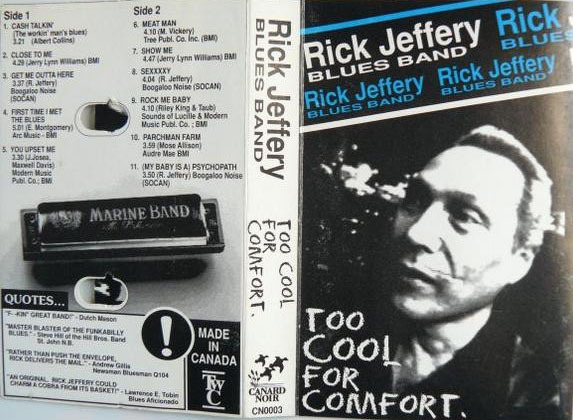 Side 1
1. CASH TALKIN'
(The workin' man's blues)
3.21 (Albert Collins)
2. CLOSE TO ME
4.29 (Jerry Lynn Williams) BMI
3. GET ME OUTTA HERE
3.37 (R. Jeffery)
Boogaloo Noise
(SOCAN)
4. FIRST TIME I MET
THE BLUES
5.01 (E. Montgomery)
Arc Music - BMI
5. YOU UPSET ME
3.30 (J.Josea,
Maxwell Davis)
Modern Music
Publ. Co.; BMI
Side 2
6. MEAT MAN
4.10 (M. Vickery)
Tree Publ. Co. Inc. (BMI)
7. SHOW ME
4.47 (Jerry Lynn Williams) BMI
8. SEXXXXY
4.04 (R. Jeffery)
Boogaloo Noise (SOCAN)
9. ROCK ME BABY
4.10 (Riley King & Taub)
Sounds of Lucille & Modern
Music Publ. Co.; BMI
10. PARCHMAN FARM
3.59 (Mose Allison)
Audre Mae BMI
11. (MY BABY IS A) PSYCHOPATH
3.50 (R. Jeffery) Boogaloo Noise
(SOCAN)
MARINE BAND
QUOTES...
"F- -KIN' GREAT BAND!" - Dutch Mason
"MASTER BLASTER OF THE FUNKABILLY
BLUES." - Steve Hill of the Hill Bros. Band
St. John N.B.
"RATHER THAN PUSH THE ENVELOPE,
RICK DELIVERS THE MAIL." - Andrew Gillis
Newsman Bluesman Q104
"AN ORIGINAL. RICK JEFFERY COULD
CHARM A COBRA FROM ITS BASKET!" - Lawrence E. Tobin
Blues Aficionado
!
MADE
IN
CANADA
TWC
Rick Jeffery
BLUES BAND
TOO COOL
FOR
COMFORT.
CANARD
NOIR
CN0003
Rick Jeffery
BLUES BAND
Rick
BLUES
Rick Jeffery
BLUES BAND
Rick Jeffery
BLUES BAND
TOO
COOL
FOR
COMFORT.